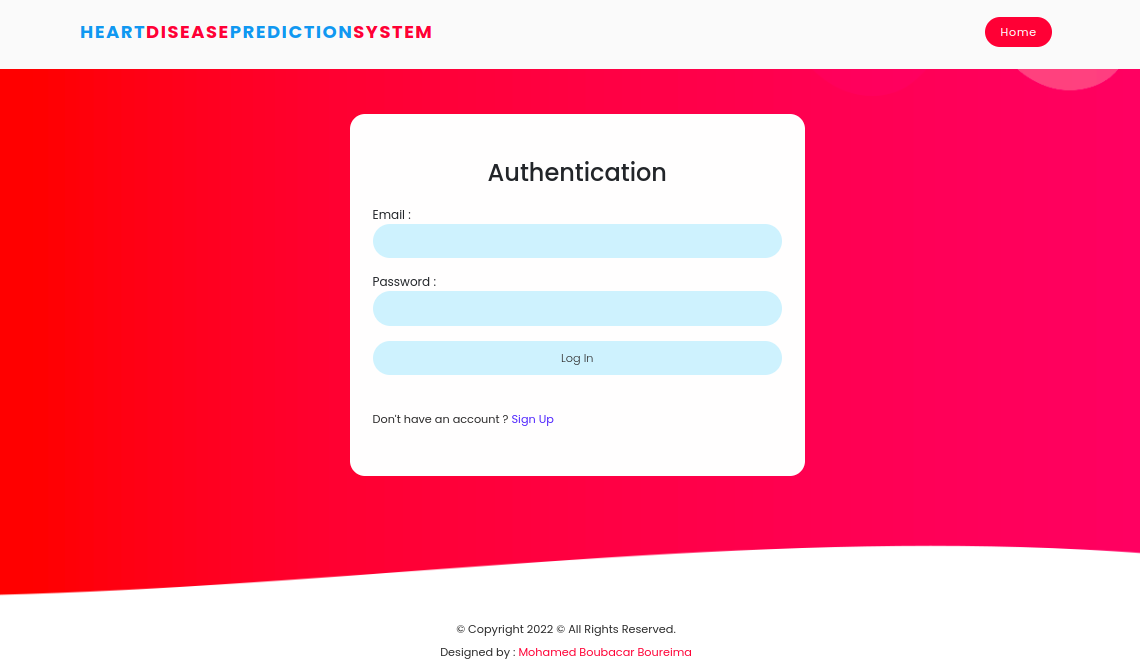 HEARTDISEASEPREDICTIONSYSTEM
Home
Authentication
Email :
Password :
Log In
Don't have an account ? Sign Up
© Copyright 2022 © All Rights Reserved.
Designed by : Mohamed Boubacar Boureima